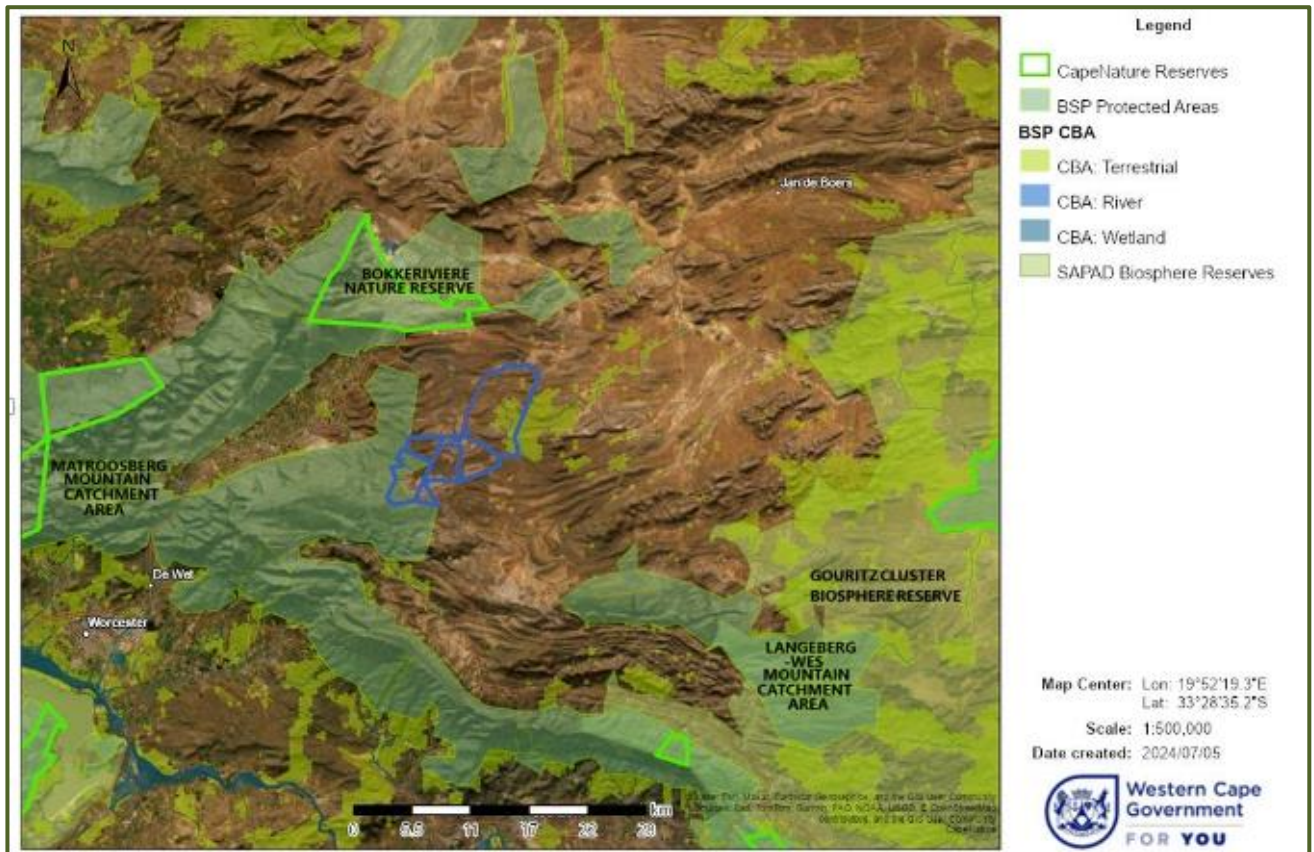 Legend
CapeNature Reserves
BSP Protected Areas
BSP CBA
CBA: Terrestrial
CBA: River
CBA: Wetland
SAPAD Biosphere Reserves
N
Jan de Boers
BOKKERIVIERE
NATURE RESERVE
MATROOSBERG
MOUNTAIN
CATCHMENT
AREA
De Wet
Worcester
GOURITZ CLUSTER
BIOSPHERE RESERVE
LANGEBERG
-WES
MOUNTAIN
CATCHMENT
AREA
km
0 5.5 11 17 22 28
Map Center: Lon: 19°52'19.3"E
Lat: 33°28'35.2"S
Scale: 1:500,000
Date created: 2024/07/05
Western Cape
Government
FOR YOU